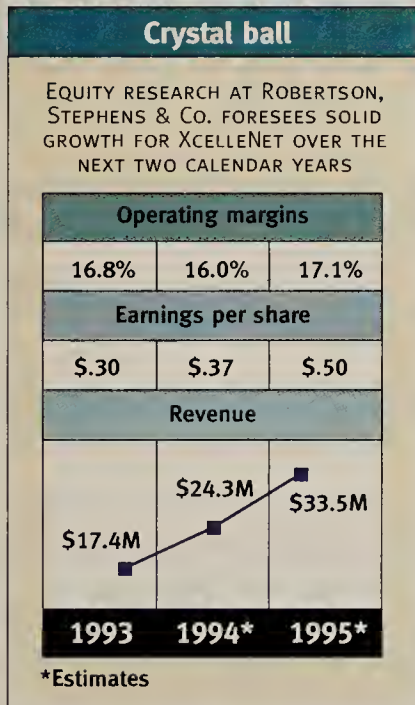 Crystal ball
EQUITY RESEARCH AT ROBERTSON,
STEPHENS & CO. FORESEES SOLID
GROWTH FOR XCELLENET OVER THE
NEXT TWO CALENDAR YEARS
Operating margins
16.8% 16.0% 17.1%
Earnings per share
$.30 $.37 $.50
Revenue
$17.4M $24.3M $33.5M
1993 1994* 1995*
*Estimates